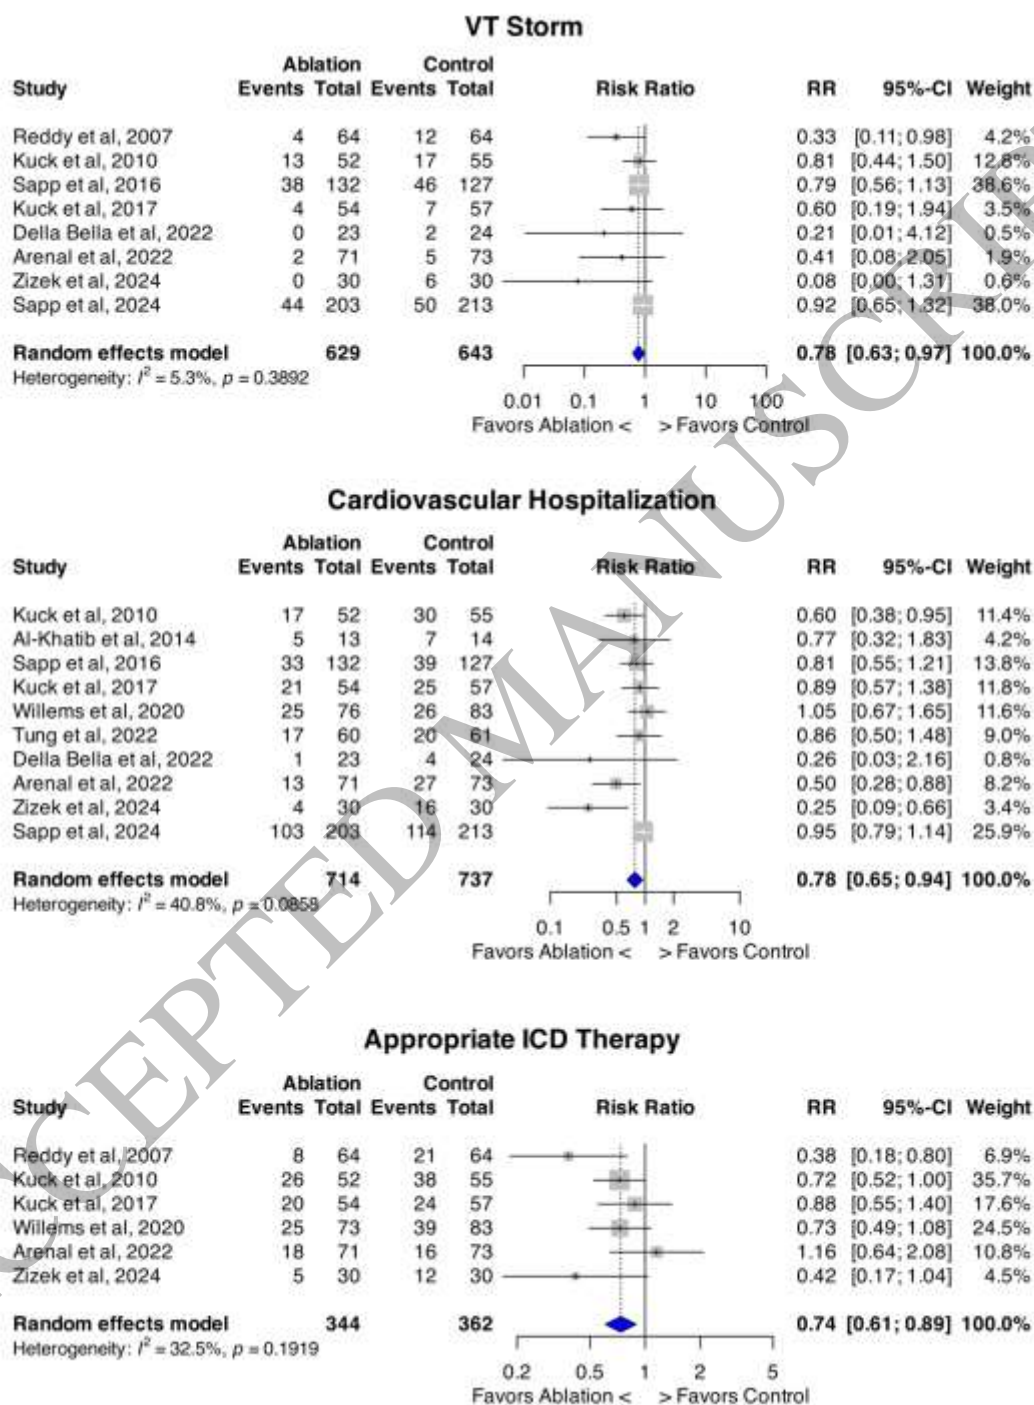 VT Storm
Ablation Control
Study Events Total Events Total Risk Ratio RR 95%-CI Weight
Reddy et al, 2007 4 64 12 64 0.33 [0.11; 0.98] 4.2%
Kuck et al, 2010 13 52 17 55 0.81 [0.44; 1.50] 12.8%
Sapp et al, 2016 38 132 46 127 0.79 [0.56; 1.13] 38.6%
Kuck et al, 2017 4 54 7 57 0.60 [0.19; 1.94] 3.5%
Della Bella et al, 2022 0 23 2 24 0.21 [0.01; 4.12] 0.5%
Arenal et al, 2022 2 71 5 73 0.41 [0.08; 2.05] 1.9%
Zizek et al, 2024 0 30 6 30 0.08 [0.00; 1.31] 0.6%
Sapp et al, 2024 44 203 50 213 0.92 [0.65; 1.32] 38.0%
Random effects model 629 643 0.78 [0.63; 0.97] 100.0%
Heterogeneity: I² = 5.3%, p = 0.3892
0.01 0.1 1 10 100
Favors Ablation < > Favors Control
Cardiovascular Hospitalization
Ablation Control
Study Events Total Events Total Risk Ratio RR 95%-CI Weight
Kuck et al, 2010 17 52 30 55 0.60 [0.38; 0.95] 11.4%
Al-Khatib et al, 2014 5 13 7 14 0.77 [0.32; 1.83] 4.2%
Sapp et al, 2016 33 132 39 127 0.81 [0.55; 1.21] 13.8%
Kuck et al, 2017 21 54 25 57 0.89 [0.57; 1.38] 11.8%
Willems et al, 2020 25 76 26 83 1.05 [0.67; 1.65] 11.6%
Tung et al, 2022 17 60 20 61 0.86 [0.50; 1.48] 9.0%
Della Bella et al, 2022 1 23 4 24 0.26 [0.03; 2.16] 0.8%
Arenal et al, 2022 13 71 27 73 0.50 [0.28; 0.88] 8.2%
Zizek et al, 2024 4 30 16 30 0.25 [0.09; 0.66] 3.4%
Sapp et al, 2024 103 203 114 213 0.95 [0.79; 1.14] 25.9%
Random effects model 714 737 0.78 [0.65; 0.94] 100.0%
Heterogeneity: I² = 40.8%, p = 0.0858
0.1 0.5 1 2 10
Favors Ablation < > Favors Control
Appropriate ICD Therapy
Ablation Control
Study Events Total Events Total Risk Ratio RR 95%-CI Weight
Reddy et al, 2007 8 64 21 64 0.38 [0.18; 0.80] 6.9%
Kuck et al, 2010 26 52 38 55 0.72 [0.52; 1.00] 35.7%
Kuck et al, 2017 20 54 24 57 0.88 [0.55; 1.40] 17.6%
Willems et al, 2020 25 73 39 83 0.73 [0.49; 1.08] 24.5%
Arenal et al, 2022 18 71 16 73 1.16 [0.64; 2.08] 10.8%
Zizek et al, 2024 5 30 12 30 0.42 [0.17; 1.04] 4.5%
Random effects model 344 362 0.74 [0.61; 0.89] 100.0%
Heterogeneity: I² = 32.5%, p = 0.1919
0.2 0.5 1 2 5
Favors Ablation < > Favors Control
CCEPTED MANUSCRIP